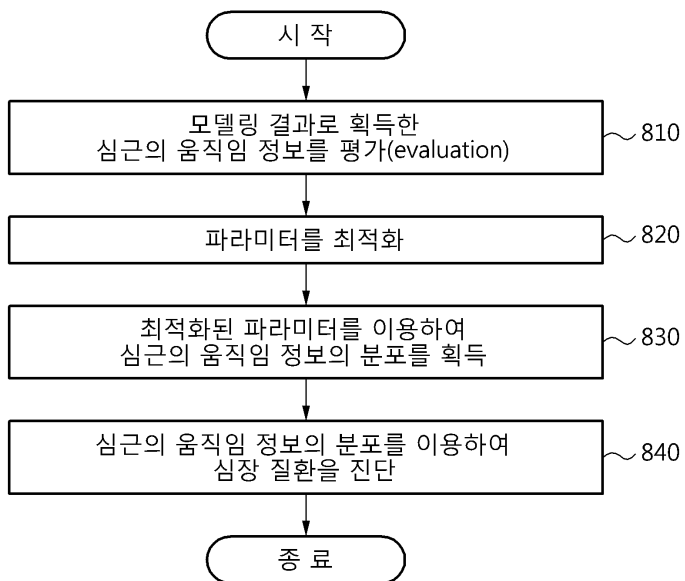 시 작
모델링 결과로 획득한
심근의 움직임 정보를 평가(evaluation)
810
파라미터를 최적화
820
최적화된 파라미터를 이용하여
심근의 움직임 정보의 분포를 획득
830
심근의 움직임 정보의 분포를 이용하여
심장 질환을 진단
840
종 료